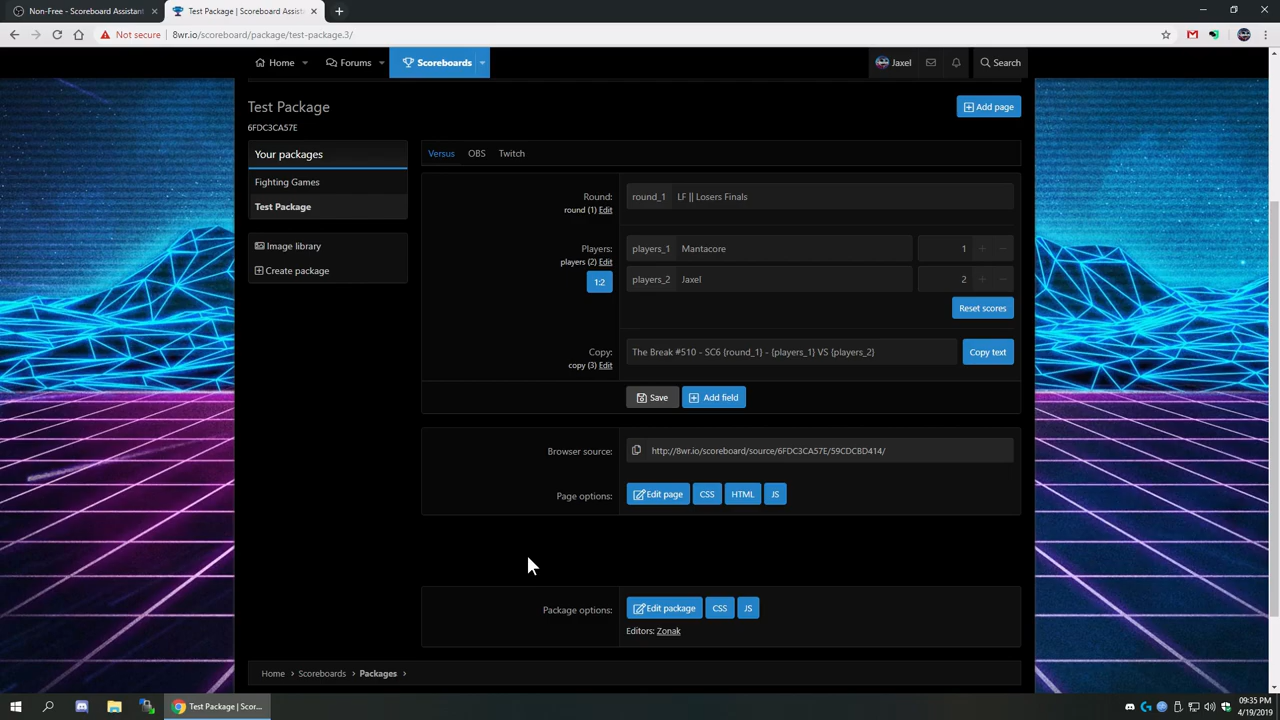 Non-Free - Scoreboard Assistant
Test Package | Scoreboard Assist
Not secure 8wr.io/scoreboard/package/test-package.3/
Home Forums Scoreboards Jaxel Search
Test Package
Add page
6FDC3CA57E
Your packages
Fighting Games
Test Package
Image library
Create package
Versus OBS Twitch
Round: round_1 LF || Losers Finals
round (1) Edit
Players: players_1 Mantacore 1 + −
players (2) Edit
1:2 players_2 Jaxel 2 + −
Reset scores
Copy: The Break #510 - SC6 {round_1} - {players_1} VS {players_2} Copy text
copy (3) Edit
Save Add field
Browser source: http://8wr.io/scoreboard/source/6FDC3CA57E/59CDCBD414/
Page options: Edit page CSS HTML JS
Package options: Edit package CSS JS
Editors: Zonak
Home Scoreboards Packages
Test Package | Scor...
09:35 PM
4/19/2019